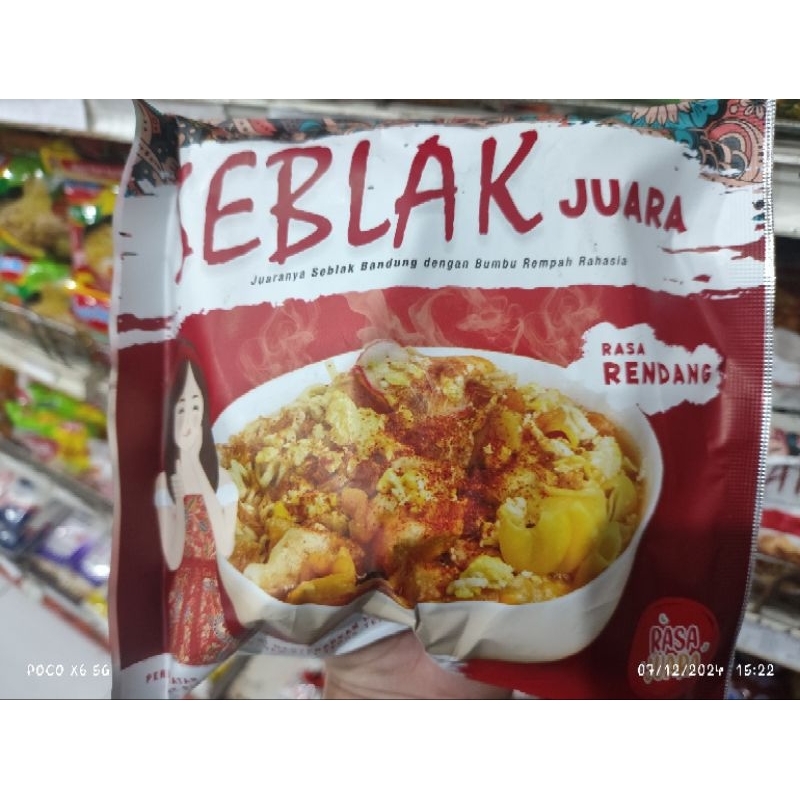 SEBLAK JUARA
Juaranya Seblak Bandung dengan Bumbu Rempah Rahasia
RASA
RENDANG
RASA
POCO X6 5G
07/12/2024 15:22